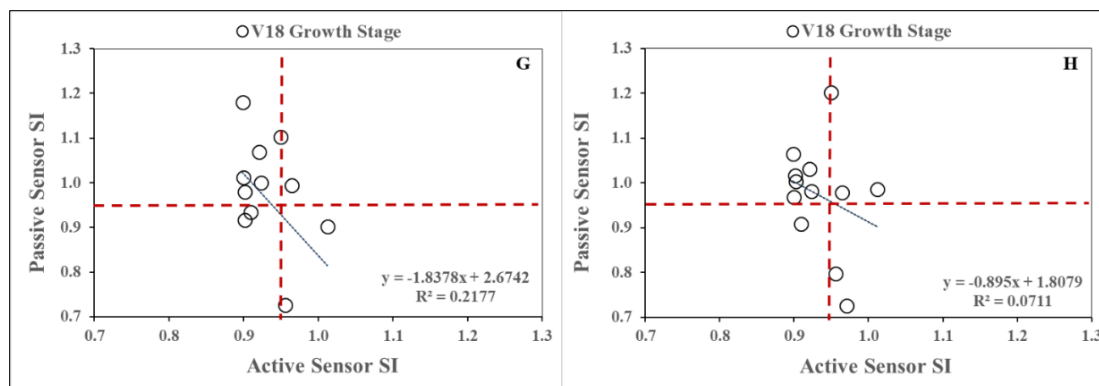 V18 Growth Stage
G
1.3
1.2
1.1
1.0
0.9
0.8
0.7
Passive Sensor SI
y = -1.8378x + 2.6742
R² = 0.2177
0.7 0.8 0.9 1.0 1.1 1.2 1.3
Active Sensor SI
V18 Growth Stage
H
1.3
1.2
1.1
1.0
0.9
0.8
0.7
Passive Sensor SI
y = -0.895x + 1.8079
R² = 0.0711
0.7 0.8 0.9 1.0 1.1 1.2 1.3
Active Sensor SI